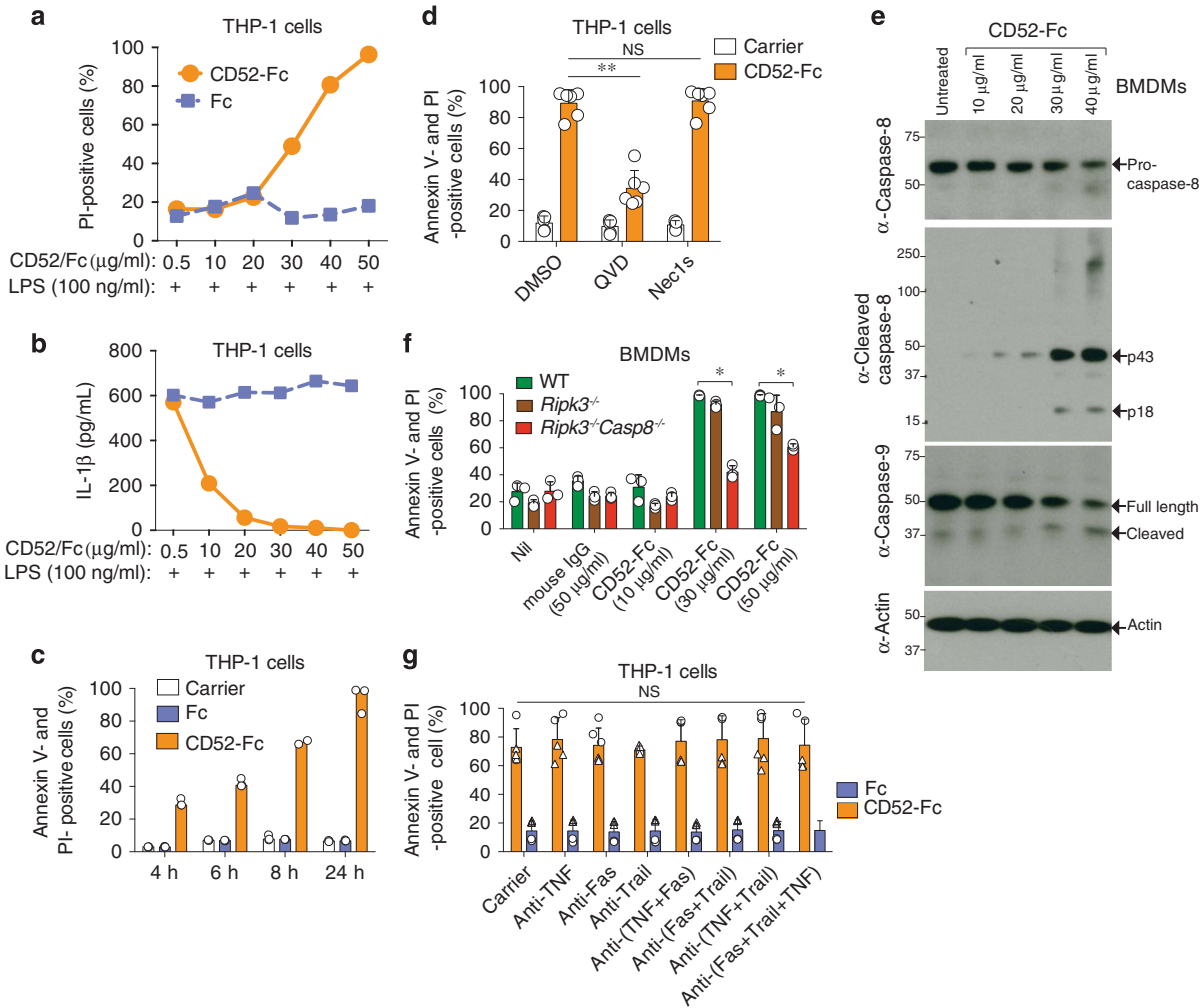 a
THP-1 cells
PI-positive cells (%)
100
80
60
40
20
0
CD52-Fc
Fc
CD52/Fc(μg/ml): 0.5 10 20 30 40 50
LPS (100 ng/ml): + + + + + +
b
THP-1 cells
IL-1β (pg/mL)
800
600
400
200
0
CD52/Fc(μg/ml): 0.5 10 20 30 40 50
LPS (100 ng/ml): + + + + + +
c
THP-1 cells
Annexin V- and
PI- positive cells (%)
100
80
60
40
20
0
Carrier
Fc
CD52-Fc
4 h 6 h 8 h 24 h
d
THP-1 cells
NS
**
Carrier
CD52-Fc
Annexin V- and PI
-positive cells (%)
100
80
60
40
20
0
DMSO
QVD
Nec1s
e
CD52-Fc
Untreated
10 μg/ml
20 μg/ml
30 μg/ml
40 μg/ml
BMDMs
α-Caspase-8
75
50
Pro-
caspase-8
α-Cleaved
caspase-8
250
100
50
37
15
p43
p18
α-Caspase-9
75
50
37
Full length
Cleaved
α-Actin
50
37
Actin
f
BMDMs
Annexin V- and PI
-positive cells (%)
100
80
60
40
20
0
WT
Ripk3-/-
Ripk3-/-Casp8-/-
*
*
Nil
mouse IgG
(50 μg/ml)
CD52-Fc
(10 μg/ml)
CD52-Fc
(30 μg/ml)
CD52-Fc
(50 μg/ml)
g
THP-1 cells
NS
Annexin V- and PI
-positive cell (%)
100
80
60
40
20
0
Fc
CD52-Fc
Carrier
Anti-TNF
Anti-Fas
Anti-Trail
Anti-(TNF+Fas)
Anti-(Fas+Trail)
Anti-(TNF+Trail)
Anti-(Fas+Trail+TNF)